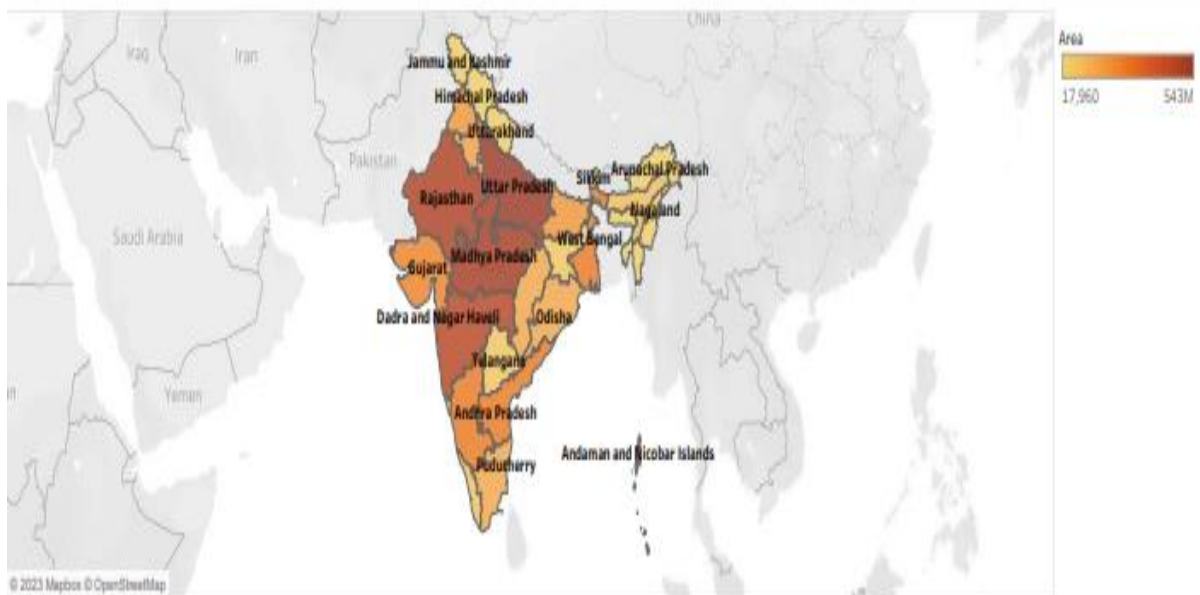 China
Iraq
Iran
Jammu and Kashmir
Himachal Pradesh
Uttarakhand
Pakistan
Sikkim
Arunachal Pradesh
Rajasthan
Uttar Pradesh
Nagaland
Saudi Arabia
West Bengal
Madhya Pradesh
Gujarat
Dadra and Nagar Haveli
Odisha
Telangana
Yemen
Andhra Pradesh
Andaman and Nicobar Islands
Puducherry
© 2023 Mapbox © OpenStreetMap
Area
17,960 543M